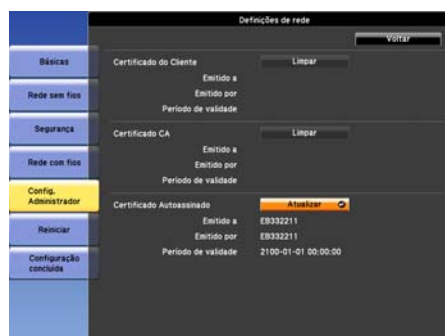 Definições de rede
Voltar
Básicas
Rede sem fios
Segurança
Rede com fios
Config.
Administrador
Reiniciar
Configuração
concluída
Certificado do Cliente Limpar
Emitido a
Emitido por
Período de validade
Certificado CA Limpar
Emitido a
Emitido por
Período de validade
Certificado Autoassinado Atualizar
Emitido a EB332211
Emitido por EB332211
Período de validade 2100-01-01 00:00:00